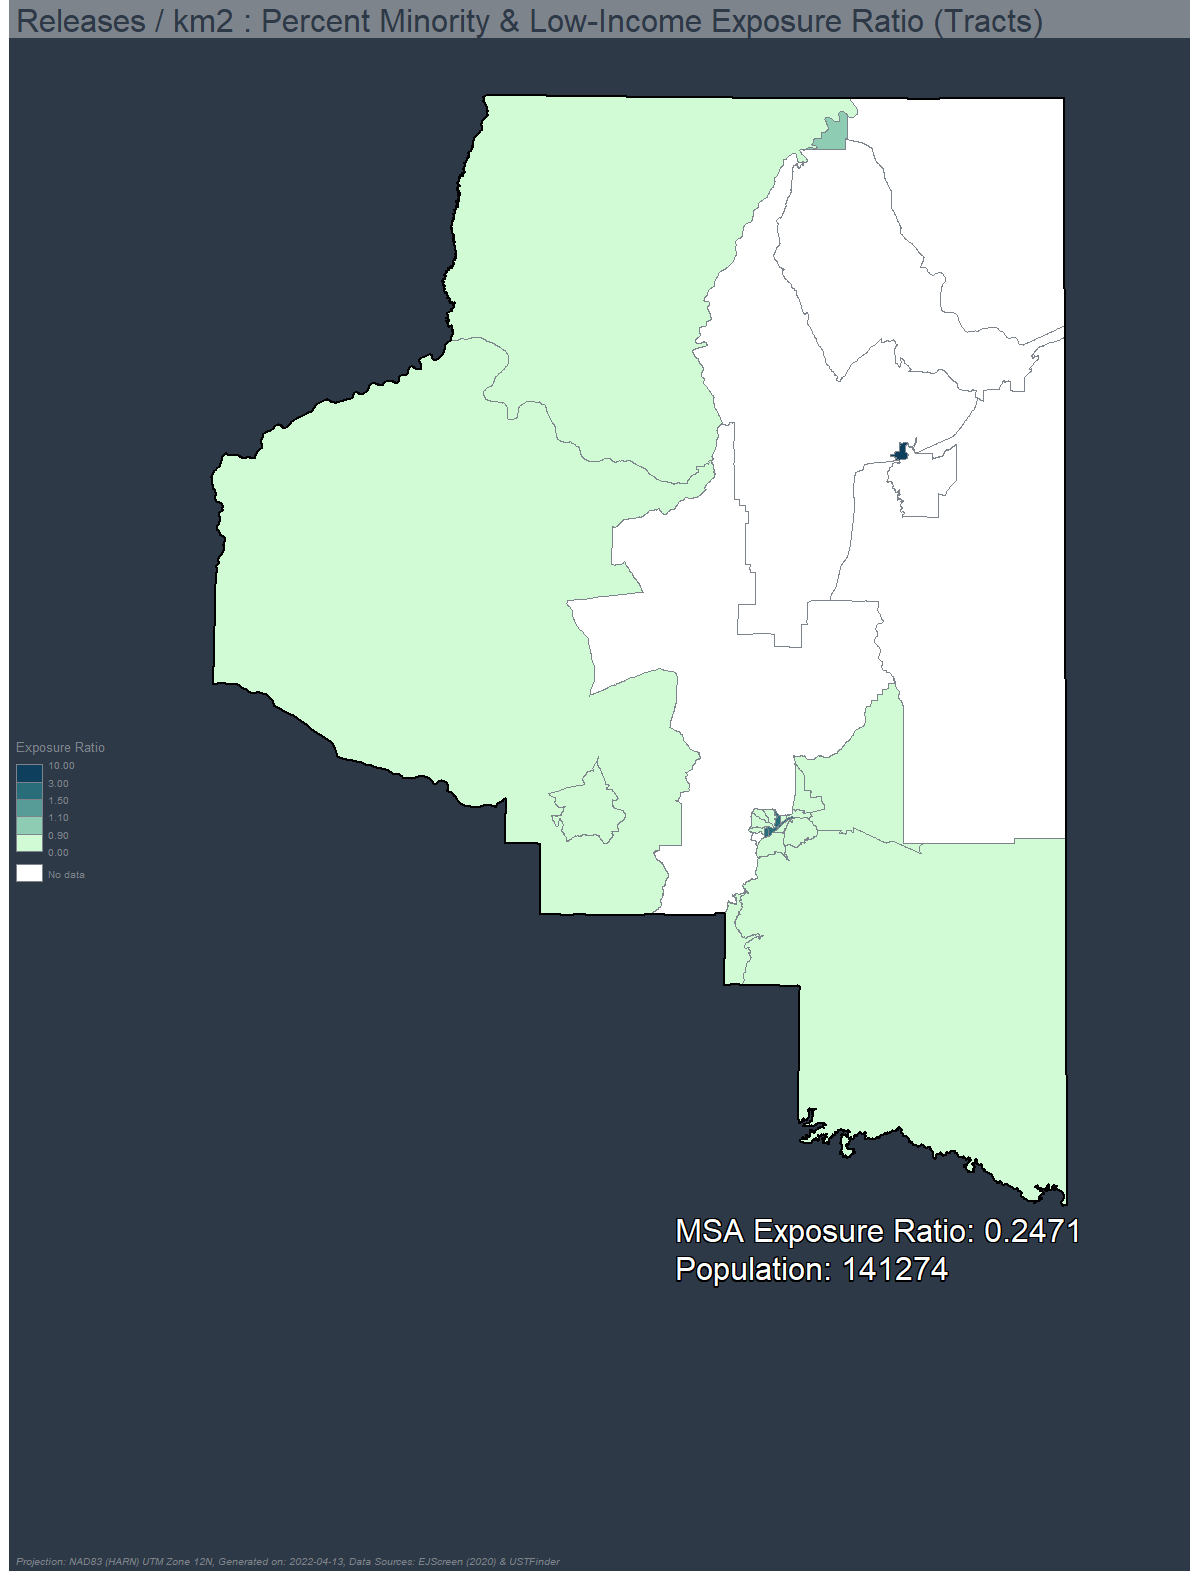 Releases / km2 : Percent Minority & Low-Income Exposure Ratio (Tracts)
Exposure Ratio
10.00
3.00
1.50
1.10
0.90
0.00
No data
MSA Exposure Ratio: 0.2471
Population: 141274
Projection: NAD83 (HARN) UTM Zone 12N, Generated on: 2022-04-13, Data Sources: EJScreen (2020) & USTFinder